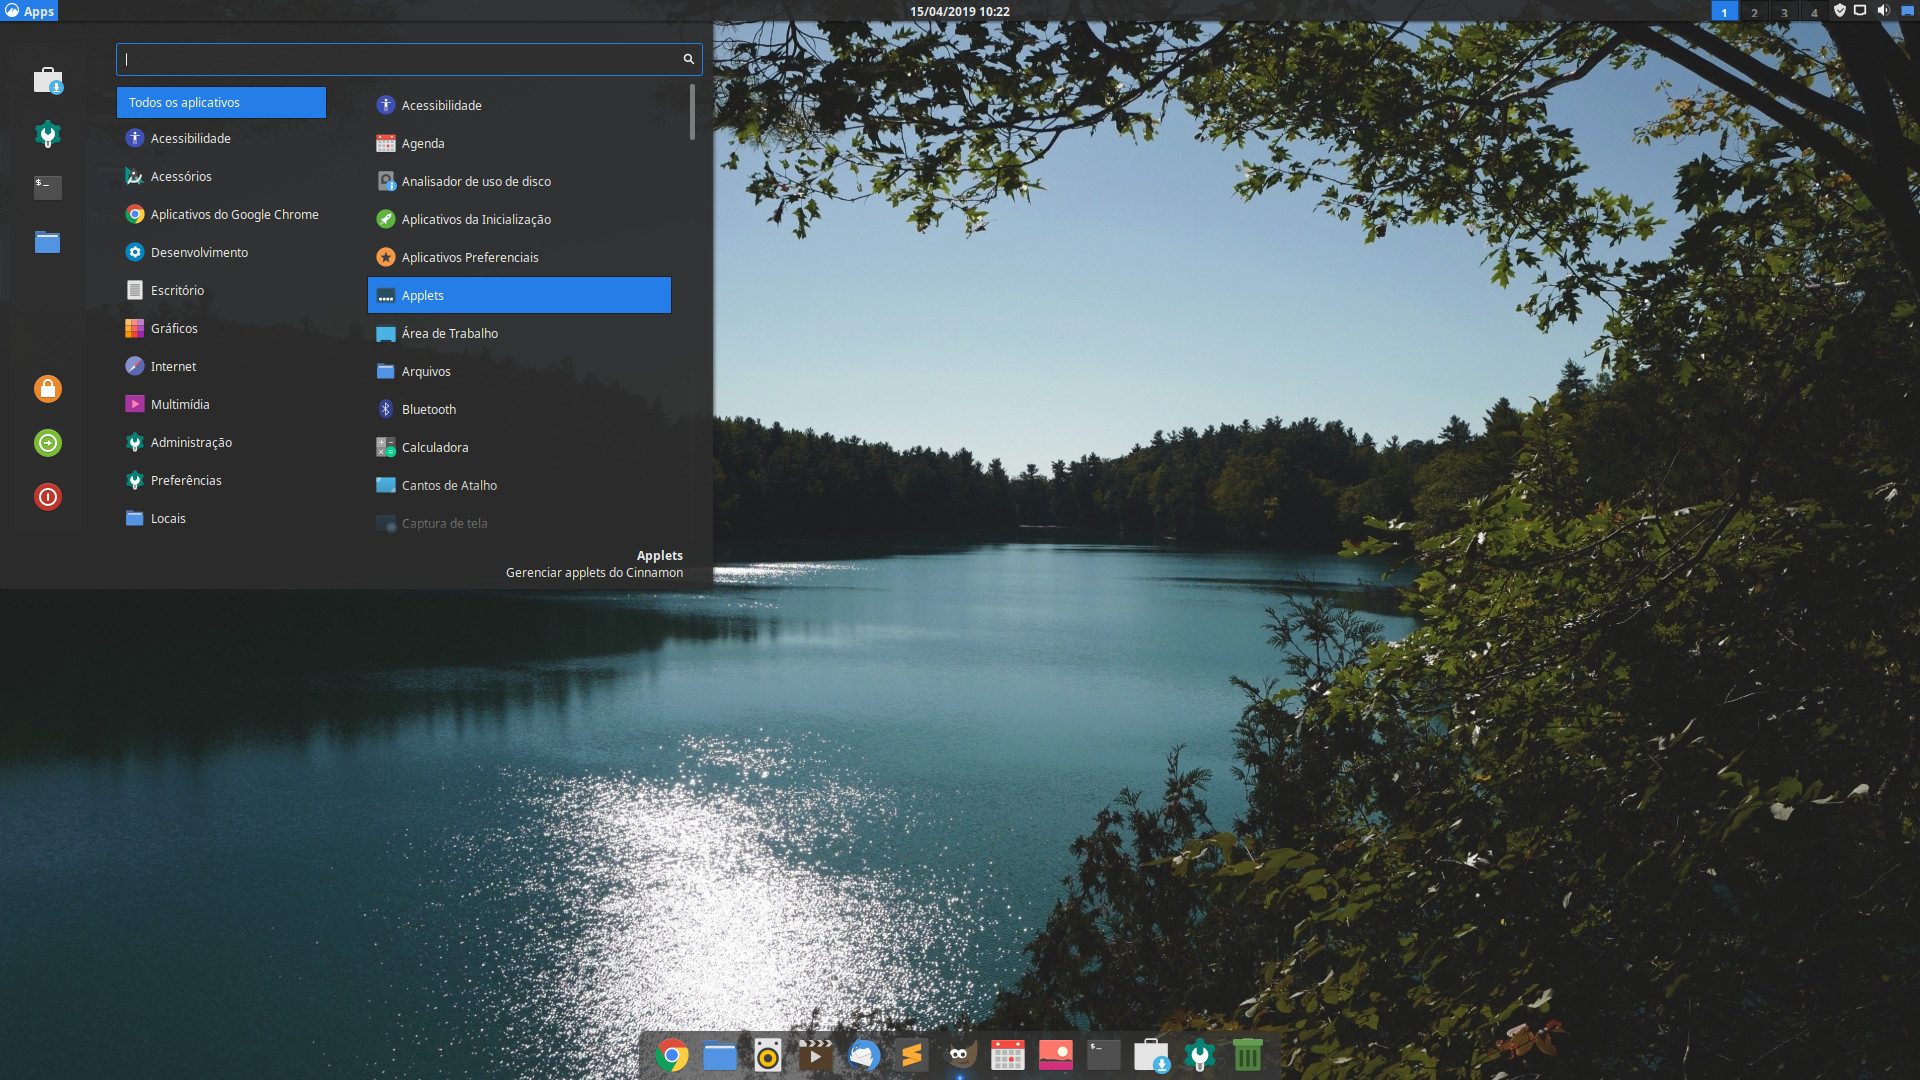 Apps
15/04/2019 10:22
1 2 3 4
Todos os aplicativos
Acessibilidade
Acessórios
Aplicativos do Google Chrome
Desenvolvimento
Escritório
Gráficos
Internet
Multimídia
Administração
Preferências
Locais
Acessibilidade
Agenda
Analisador de uso de disco
Aplicativos da Inicialização
Aplicativos Preferenciais
Applets
Área de Trabalho
Arquivos
Bluetooth
Calculadora
Cantos de Atalho
Captura de tela
Applets
Gerenciar applets do Cinnamon